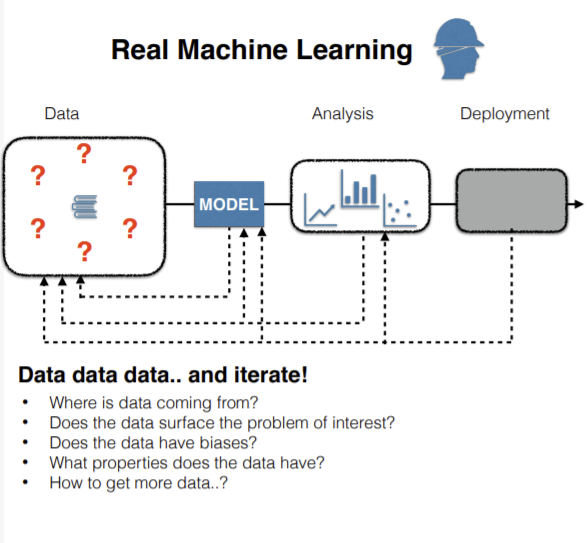 Real Machine Learning
Data
Analysis
Deployment
?
?
?
MODEL
?
?
?
Data data data.. and iterate!
• Where is data coming from?
• Does the data surface the problem of interest?
• Does the data have biases?
• What properties does the data have?
• How to get more data..?